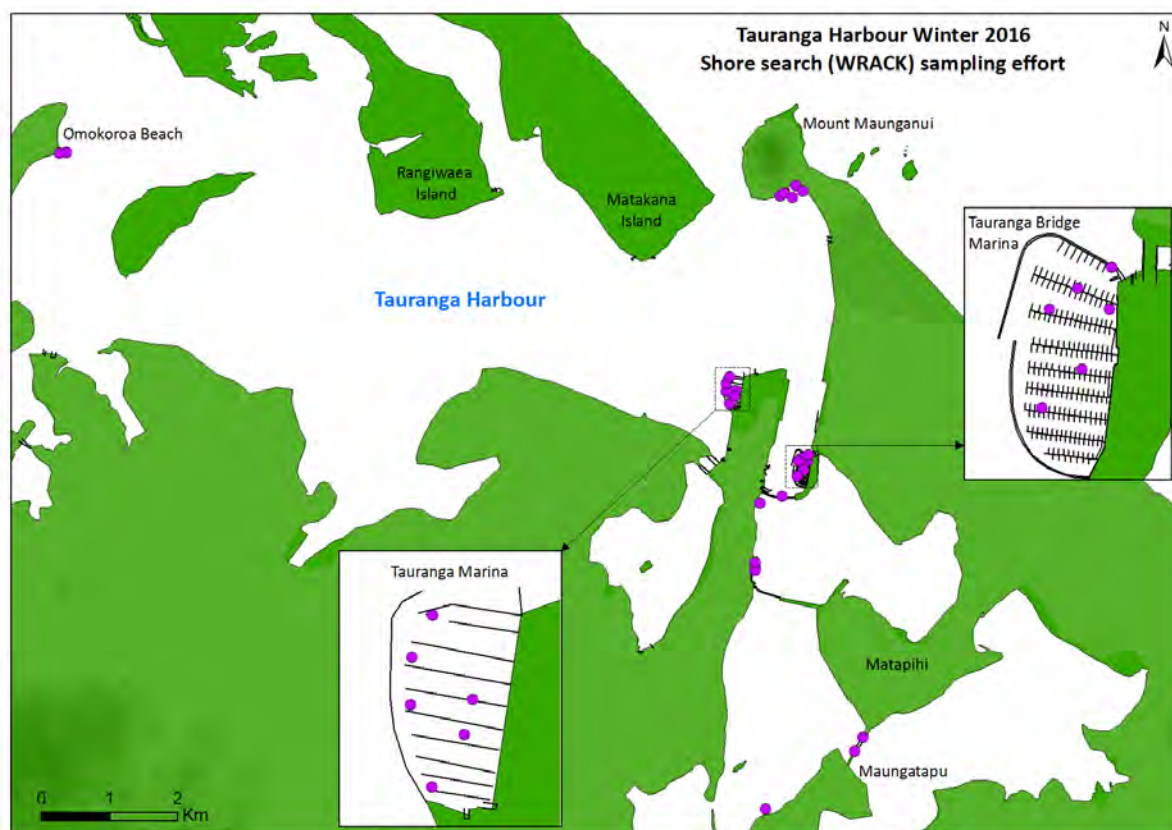 Tauranga Harbour Winter 2016
Shore search (WRACK) sampling effort
N
Omokoroa Beach
Mount Maunganui
Rangiwaea
Island
Matakana
Island
Tauranga Bridge
Marina
Tauranga Harbour
Tauranga Marina
Matapihi
Maungatapu
0 1 2
Km